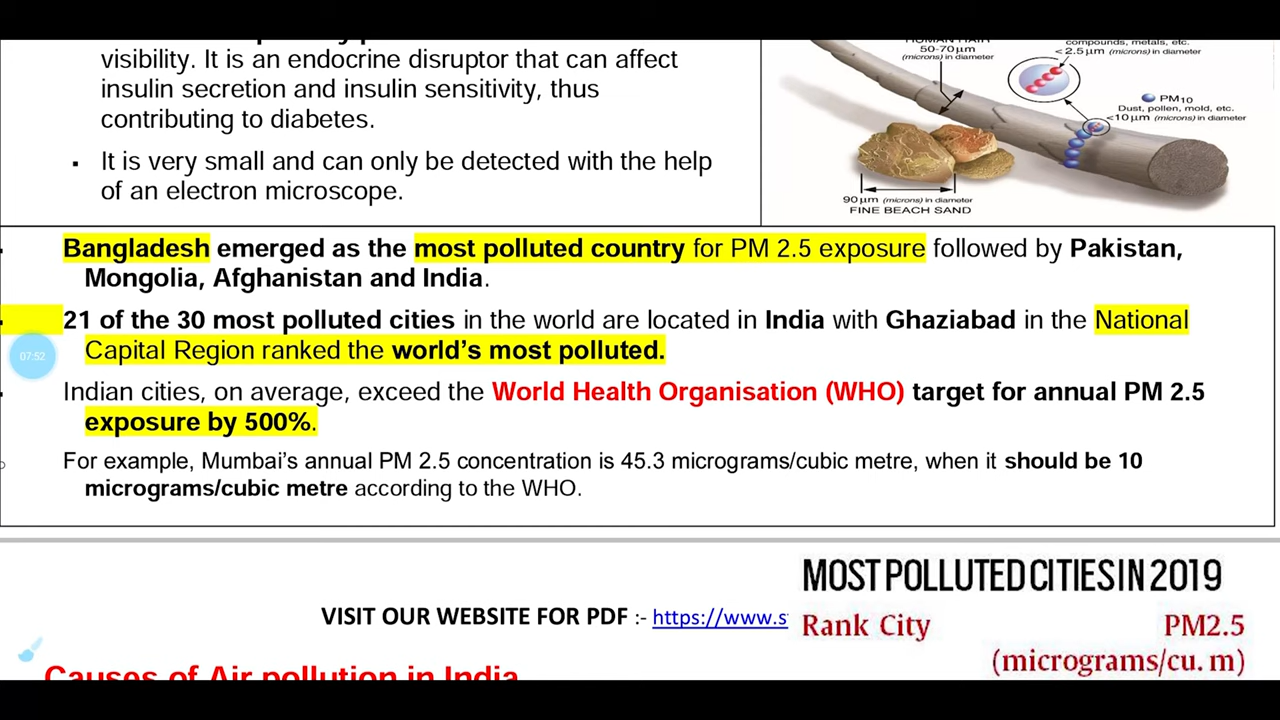 visibility. It is an endocrine disruptor that can affect
insulin secretion and insulin sensitivity, thus
contributing to diabetes.
▪ It is very small and can only be detected with the help
of an electron microscope.
50-70µm
(microns) in diameter
compounds, metals, etc.
<2.5µm (microns) in diameter
PM10
Dust, pollen, mold, etc.
<10µm (microns) in diameter
90µm (microns) in diameter
FINE BEACH SAND
Bangladesh emerged as the most polluted country for PM 2.5 exposure followed by Pakistan,
Mongolia, Afghanistan and India.
21 of the 30 most polluted cities in the world are located in India with Ghaziabad in the National
Capital Region ranked the world’s most polluted.
07:52
Indian cities, on average, exceed the World Health Organisation (WHO) target for annual PM 2.5
exposure by 500%.
For example, Mumbai’s annual PM 2.5 concentration is 45.3 micrograms/cubic metre, when it should be 10
micrograms/cubic metre according to the WHO.
MOST POLLUTED CITIES IN 2019
VISIT OUR WEBSITE FOR PDF :- https://www.s
Rank City PM2.5
(micrograms/cu. m)
Causes of Air pollution in India